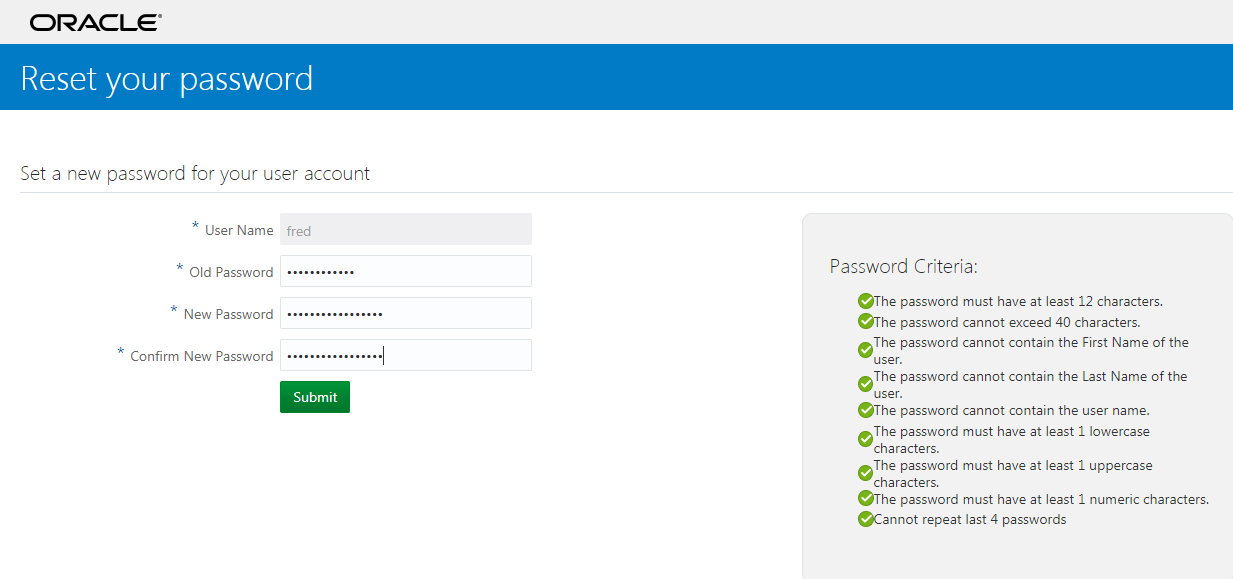 ORACLE®
Reset your password
Set a new password for your user account
* User Name fred
* Old Password ••••••••••••
* New Password •••••••••••••••••
* Confirm New Password •••••••••••••••••
Submit
Password Criteria:
The password must have at least 12 characters.
The password cannot exceed 40 characters.
The password cannot contain the First Name of the
user.
The password cannot contain the Last Name of the
user.
The password cannot contain the user name.
The password must have at least 1 lowercase
characters.
The password must have at least 1 uppercase
characters.
The password must have at least 1 numeric characters.
Cannot repeat last 4 passwords